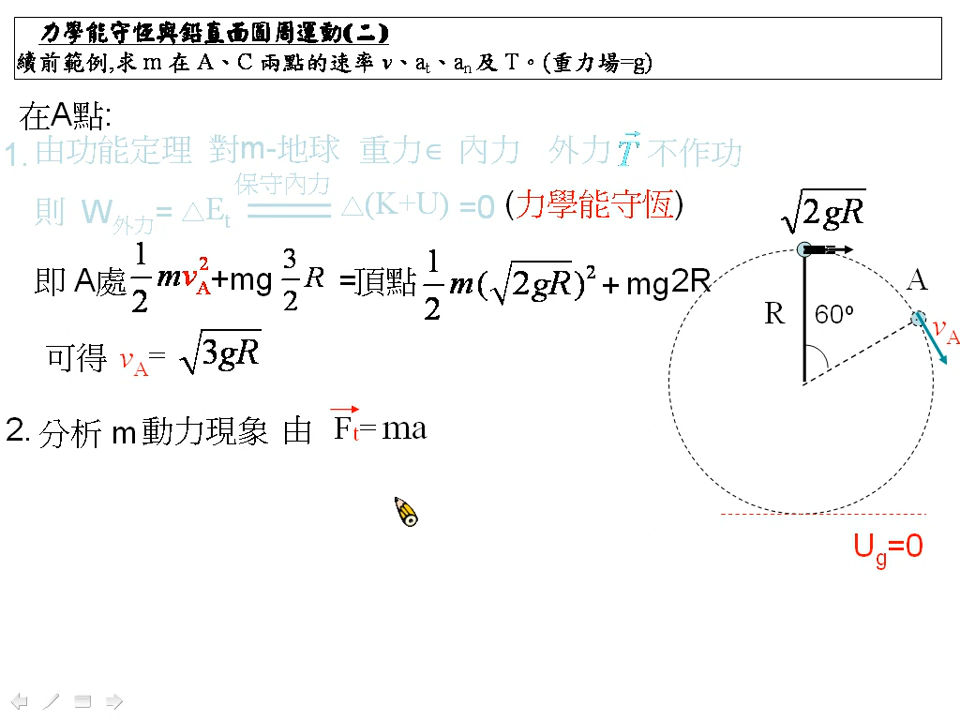 力學能守恆與鉛直面圓周運動(二)
續前範例,求 m 在 A、C 兩點的速率 v、at、an及 T。(重力場=g)
在A點:
1. 由功能定理 對m-地球 重力∈ 內力 外力 T 不作功
保守內力
則 W外力= △Et ═══ △(K+U) =0 (力學能守恆)
即 A處 1/2 mvA²+mg 3/2 R =頂點 1/2 m(√2gR)²+mg2R
可得 vA= √3gR
2. 分析 m 動力現象 由 Ft=ma
√2gR
A
R 60º
vA
Ug=0